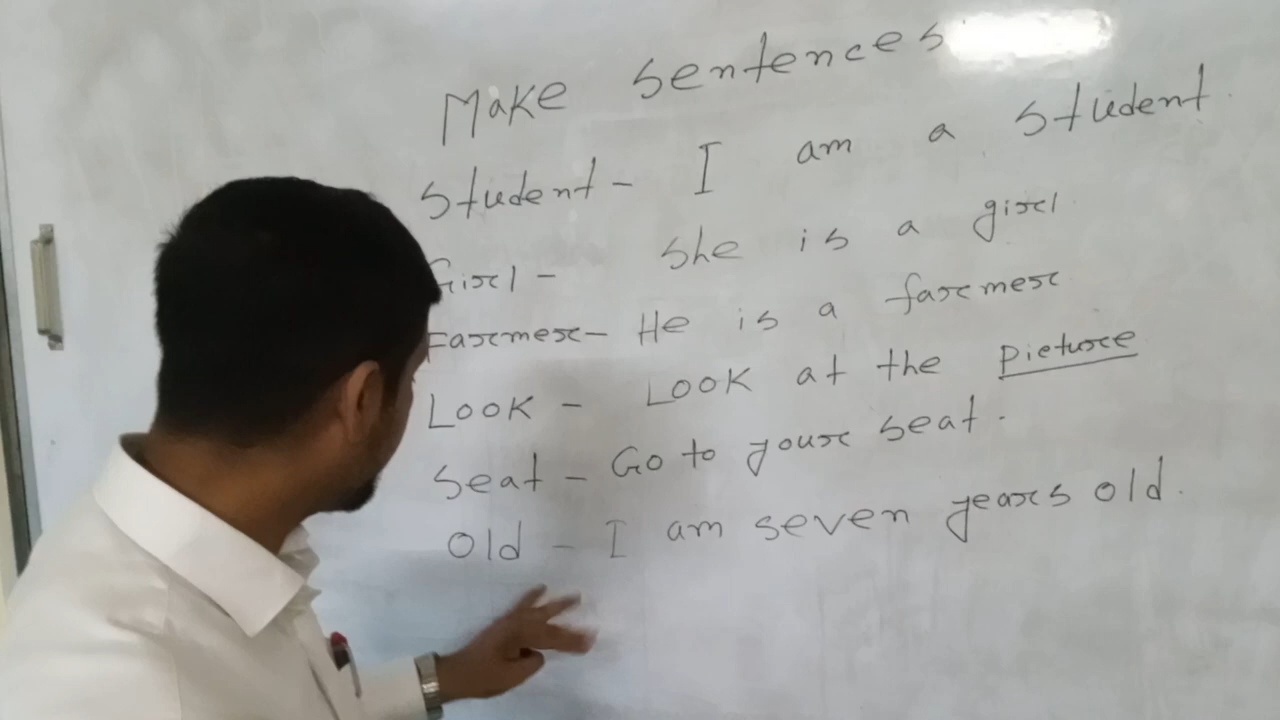 Make sentences
Student - I am a student.
Girl - She is a girl
Farmer - He is a farmer
Look - Look at the picture
Seat - Go to your seat.
Old - I am seven years old.